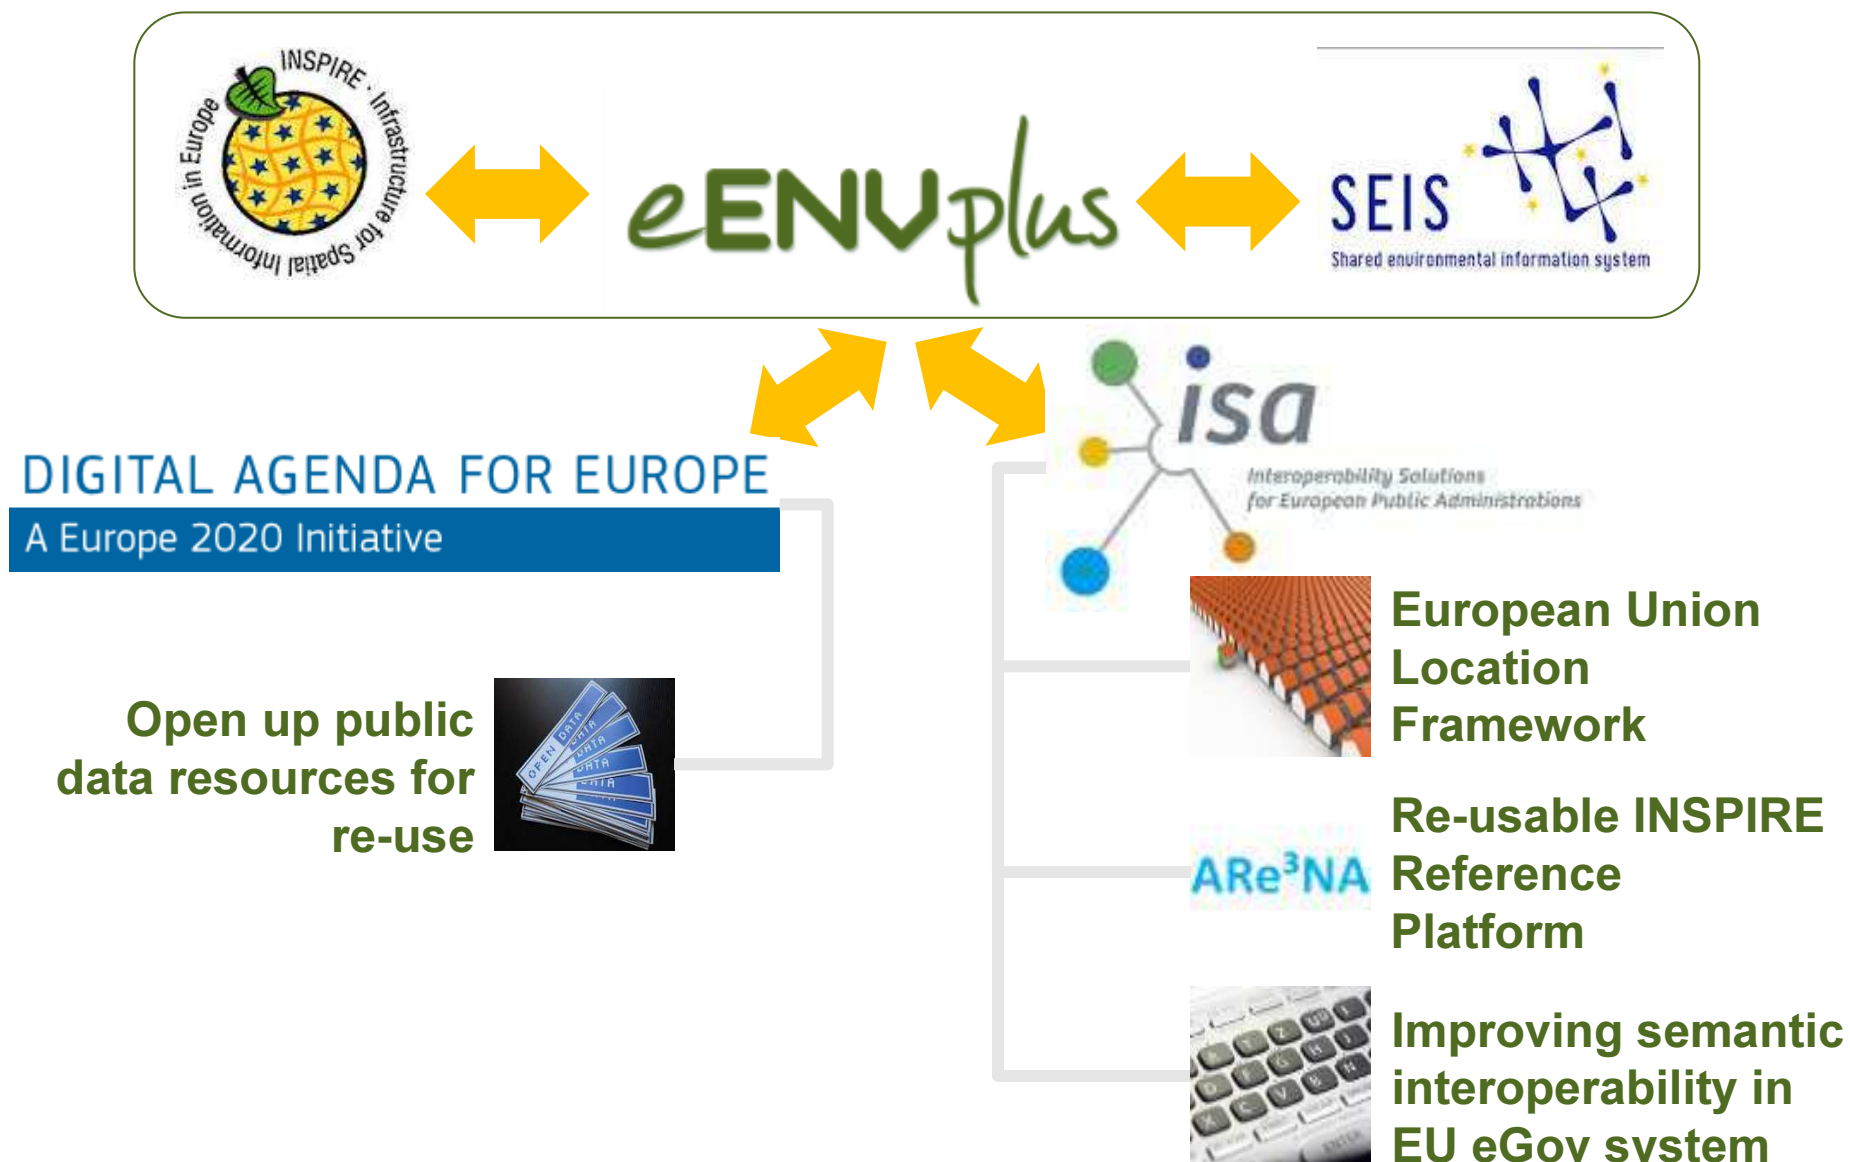 INSPIRE · Infrastructure for Spatial Information in Europe
eENVplus
SEIS
Shared environmental information system
isa
Interoperability Solutions
for European Public Administrations
DIGITAL AGENDA FOR EUROPE
A Europe 2020 Initiative
Open up public
data resources for
re-use
OPEN DATA
DATA
DATA
DATA
DATA
European Union
Location
Framework
ARe³NA
Re-usable INSPIRE
Reference
Platform
Improving semantic
interoperability in
EU eGov system